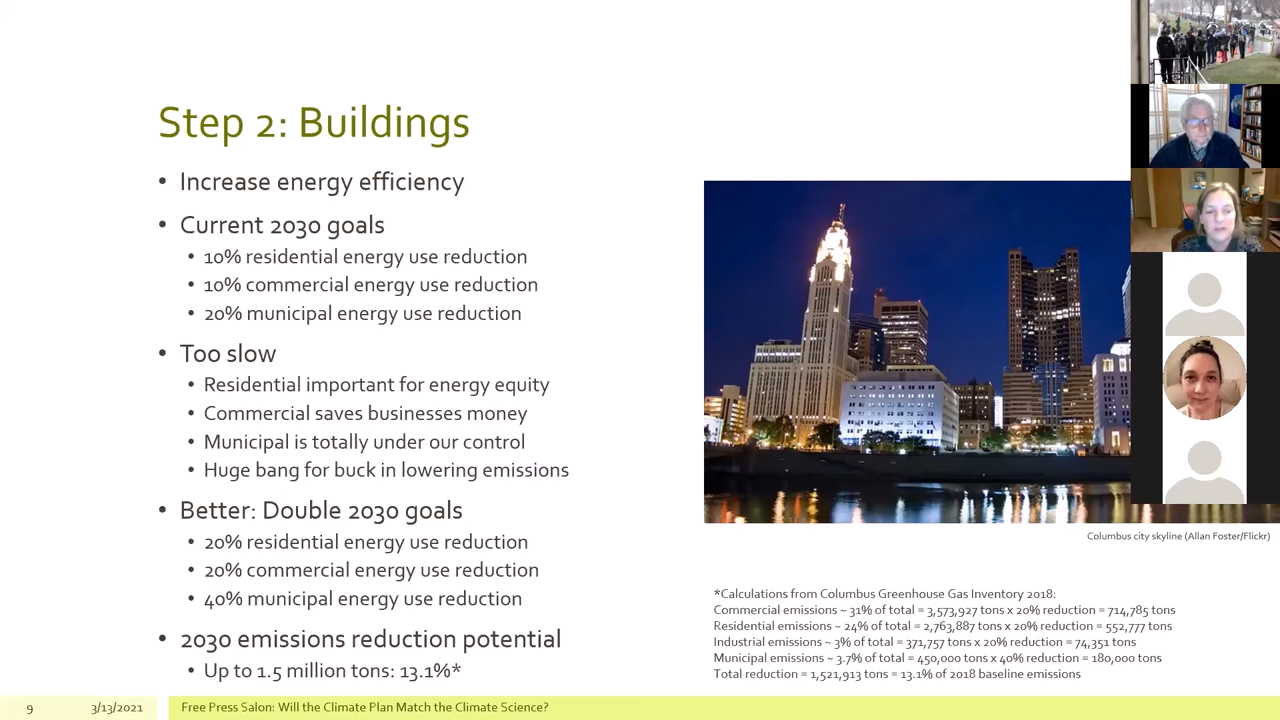 Step 2: Buildings
• Increase energy efficiency
• Current 2030 goals
• 10% residential energy use reduction
• 10% commercial energy use reduction
• 20% municipal energy use reduction
• Too slow
• Residential important for energy equity
• Commercial saves businesses money
• Municipal is totally under our control
• Huge bang for buck in lowering emissions
• Better: Double 2030 goals
• 20% residential energy use reduction
• 20% commercial energy use reduction
• 40% municipal energy use reduction
• 2030 emissions reduction potential
• Up to 1.5 million tons: 13.1%*
Columbus city skyline (Allan Foster/Flickr)
*Calculations from Columbus Greenhouse Gas Inventory 2018:
Commercial emissions ~ 31% of total = 3,573,927 tons x 20% reduction = 714,785 tons
Residential emissions ~ 24% of total = 2,763,887 tons x 20% reduction = 552,777 tons
Industrial emissions ~ 3% of total = 371,757 tons x 20% reduction = 74,351 tons
Municipal emissions ~ 3.7% of total = 450,000 tons x 40% reduction = 180,000 tons
Total reduction = 1,521,913 tons = 13.1% of 2018 baseline emissions
9 3/13/2021 Free Press Salon: Will the Climate Plan Match the Climate Science?